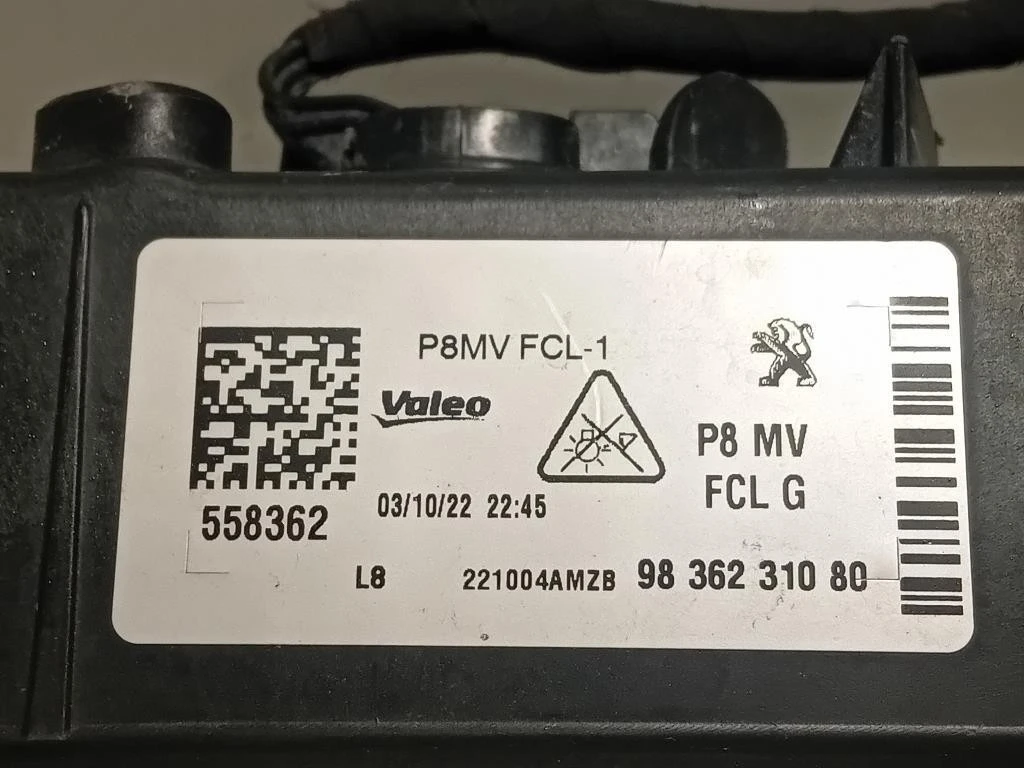 P8MV FCL-1
Valeo
P8 MV
FCL G
03/10/22 22:45
558362
L8
221004AMZB
98 362 310 80